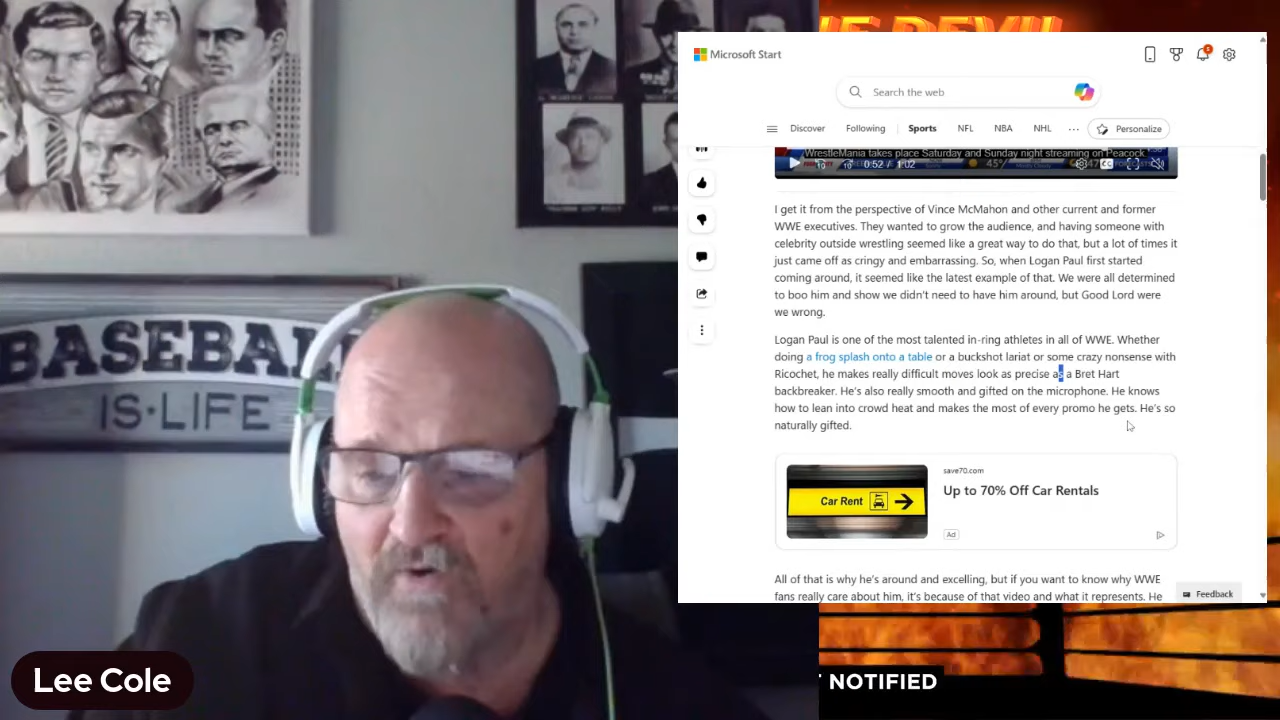 THE DEVIL
Microsoft Start
5
Search the web
Discover
Following
Sports
NFL
NBA
NHL
Personalize
WrestleMania takes place Saturday and Sunday night streaming on Peacock
10
10
0:52 / 1:02
45°
CC
I get it from the perspective of Vince McMahon and other current and former
WWE executives. They wanted to grow the audience, and having someone with
celebrity outside wrestling seemed like a great way to do that, but a lot of times it
just came off as cringy and embarrassing. So, when Logan Paul first started
coming around, it seemed like the latest example of that. We were all determined
to boo him and show we didn't need to have him around, but Good Lord were
we wrong.
Logan Paul is one of the most talented in-ring athletes in all of WWE. Whether
doing a frog splash onto a table or a buckshot lariat or some crazy nonsense with
Ricochet, he makes really difficult moves look as precise as a Bret Hart
backbreaker. He's also really smooth and gifted on the microphone. He knows
how to lean into crowd heat and makes the most of every promo he gets. He's so
naturally gifted.
Car Rent
save70.com
Up to 70% Off Car Rentals
Ad
All of that is why he's around and excelling, but if you want to know why WWE
fans really care about him, it's because of that video and what it represents. He
Feedback
BASEBALL
IS·LIFE
Lee Cole
NOTIFIED